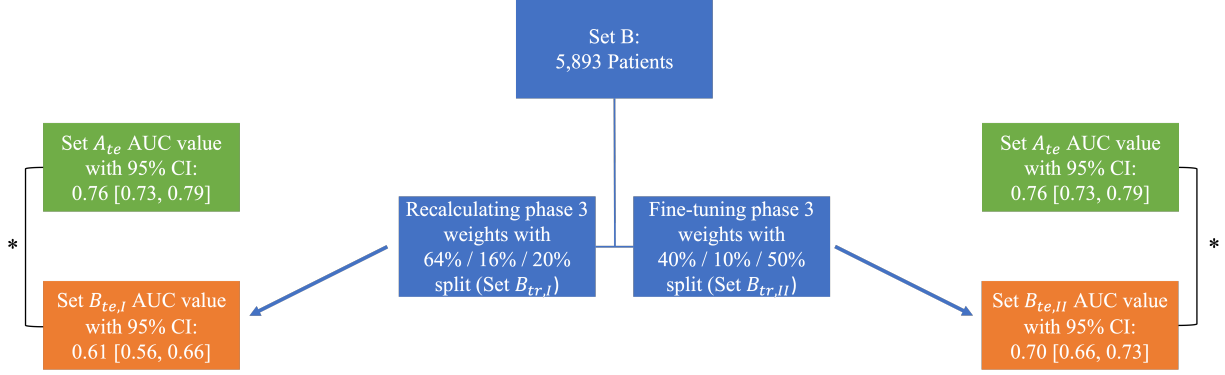 Set B:
5,893 Patients
Set A_te AUC value
with 95% CI:
0.76 [0.73, 0.79]
*
Set B_te,I AUC value
with 95% CI:
0.61 [0.56, 0.66]
Recalculating phase 3
weights with
64% / 16% / 20%
split (Set B_tr,I)
Fine-tuning phase 3
weights with
40% / 10% / 50%
split (Set B_tr,II)
Set A_te AUC value
with 95% CI:
0.76 [0.73, 0.79]
*
Set B_te,II AUC value
with 95% CI:
0.70 [0.66, 0.73]